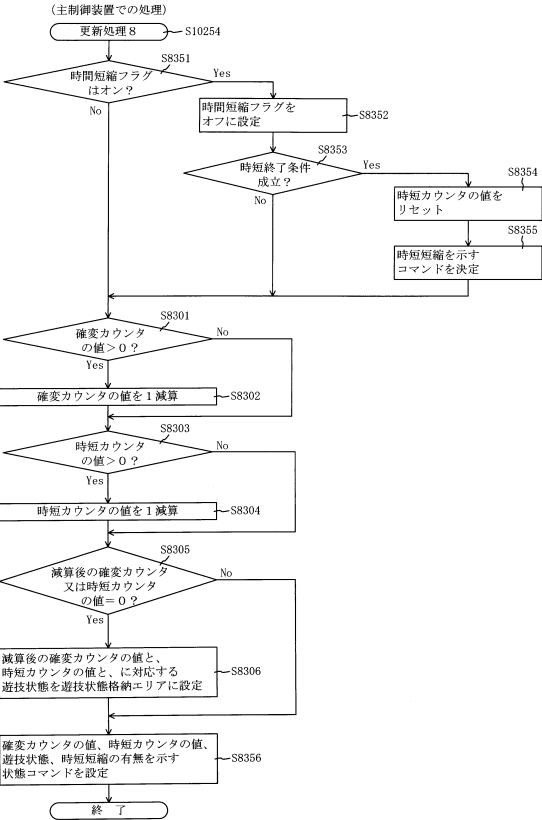 (主制御装置での処理)
更新処理8
S10254
S8351
時間短縮フラグ
はオン?
Yes
No
時間短縮フラグを
オフに設定
S8352
S8353
時短終了条件
成立?
Yes
No
S8354
時短カウンタの値を
リセット
S8355
時短短縮を示す
コマンドを決定
S8301
確変カウンタ
の値>0?
No
Yes
確変カウンタの値を1減算
S8302
S8303
時短カウンタ
の値>0?
No
Yes
時短カウンタの値を1減算
S8304
S8305
減算後の確変カウンタ
又は時短カウンタ
の値=0?
No
Yes
減算後の確変カウンタの値と、
時短カウンタの値と、に対応する
遊技状態を遊技状態格納エリアに設定
S8306
確変カウンタの値、時短カウンタの値、
遊技状態、時短短縮の有無を示す
状態コマンドを設定
S8356
終 了